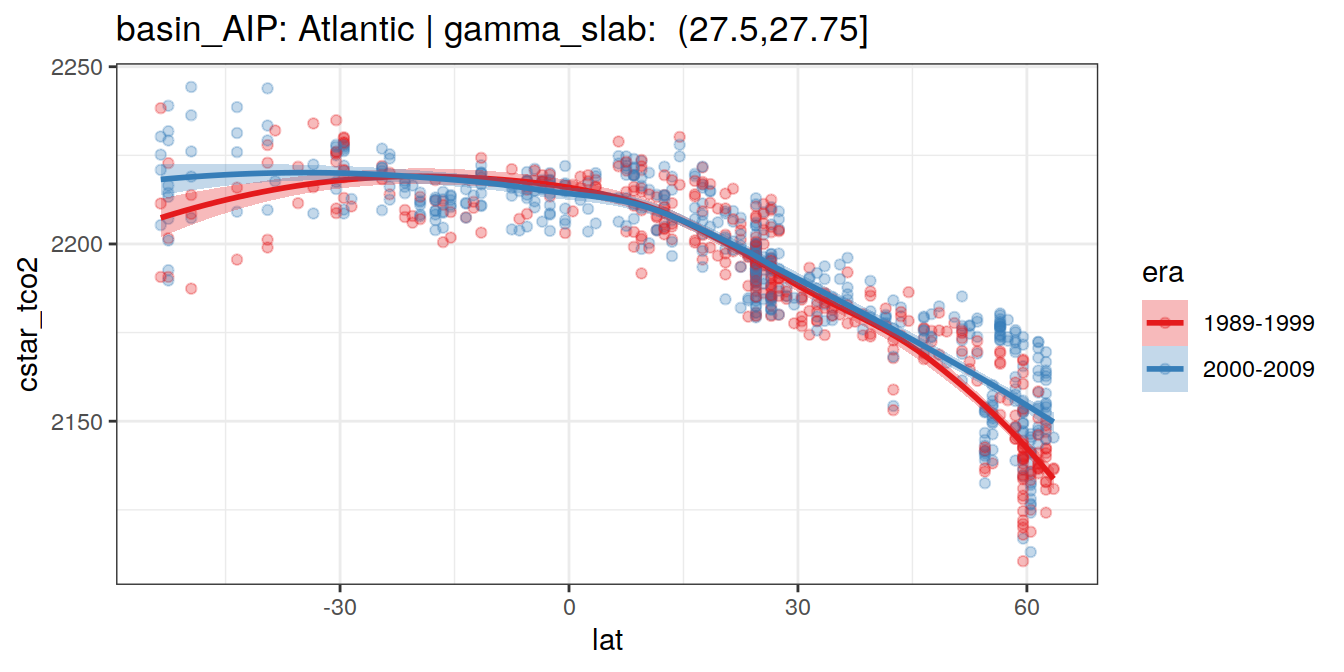 basin_AIP: Atlantic | gamma_slab:  (27.5,27.75]
2250
2200
2150
cstar_tco2
-30
0
30
60
lat
era
1989-1999
2000-2009